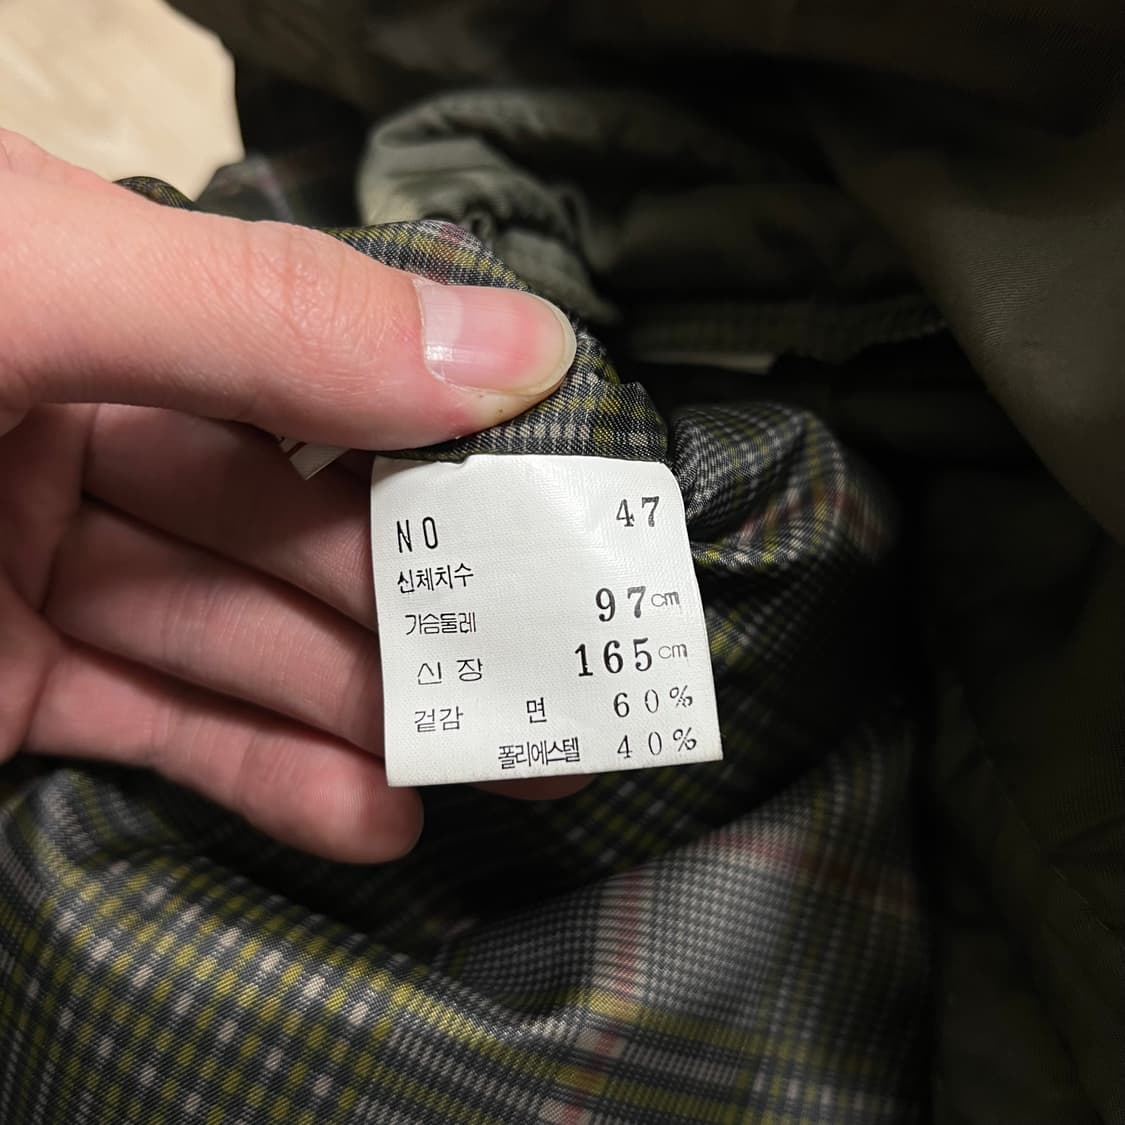 NO 47
신체치수
가슴둘레 97cm
신장 165cm
겉감 면 60%
폴리에스텔 40%